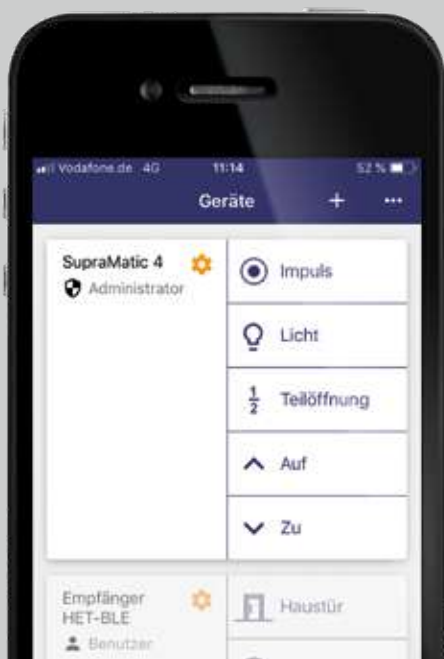 Vodafone.de 4G 11:14 52 %
Geräte + ...
SupraMatic 4
Administrator
Impuls
Licht
1/2 Teilöffnung
Auf
Zu
Empfänger
HET-BLE
Benutzer
Haustür